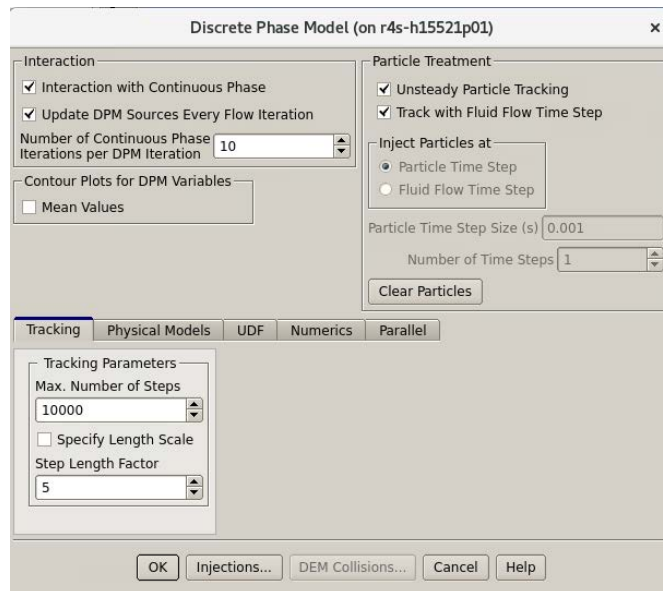 Discrete Phase Model (on r4s-h15521p01)
×
Interaction
Interaction with Continuous Phase
Update DPM Sources Every Flow Iteration
Number of Continuous Phase
Iterations per DPM Iteration
10
Contour Plots for DPM Variables
Mean Values
Particle Treatment
Unsteady Particle Tracking
Track with Fluid Flow Time Step
Inject Particles at
Particle Time Step
Fluid Flow Time Step
Particle Time Step Size (s) 0.001
Number of Time Steps 1
Clear Particles
Tracking Physical Models UDF Numerics Parallel
Tracking Parameters
Max. Number of Steps
10000
Specify Length Scale
Step Length Factor
5
OK Injections... DEM Collisions... Cancel Help